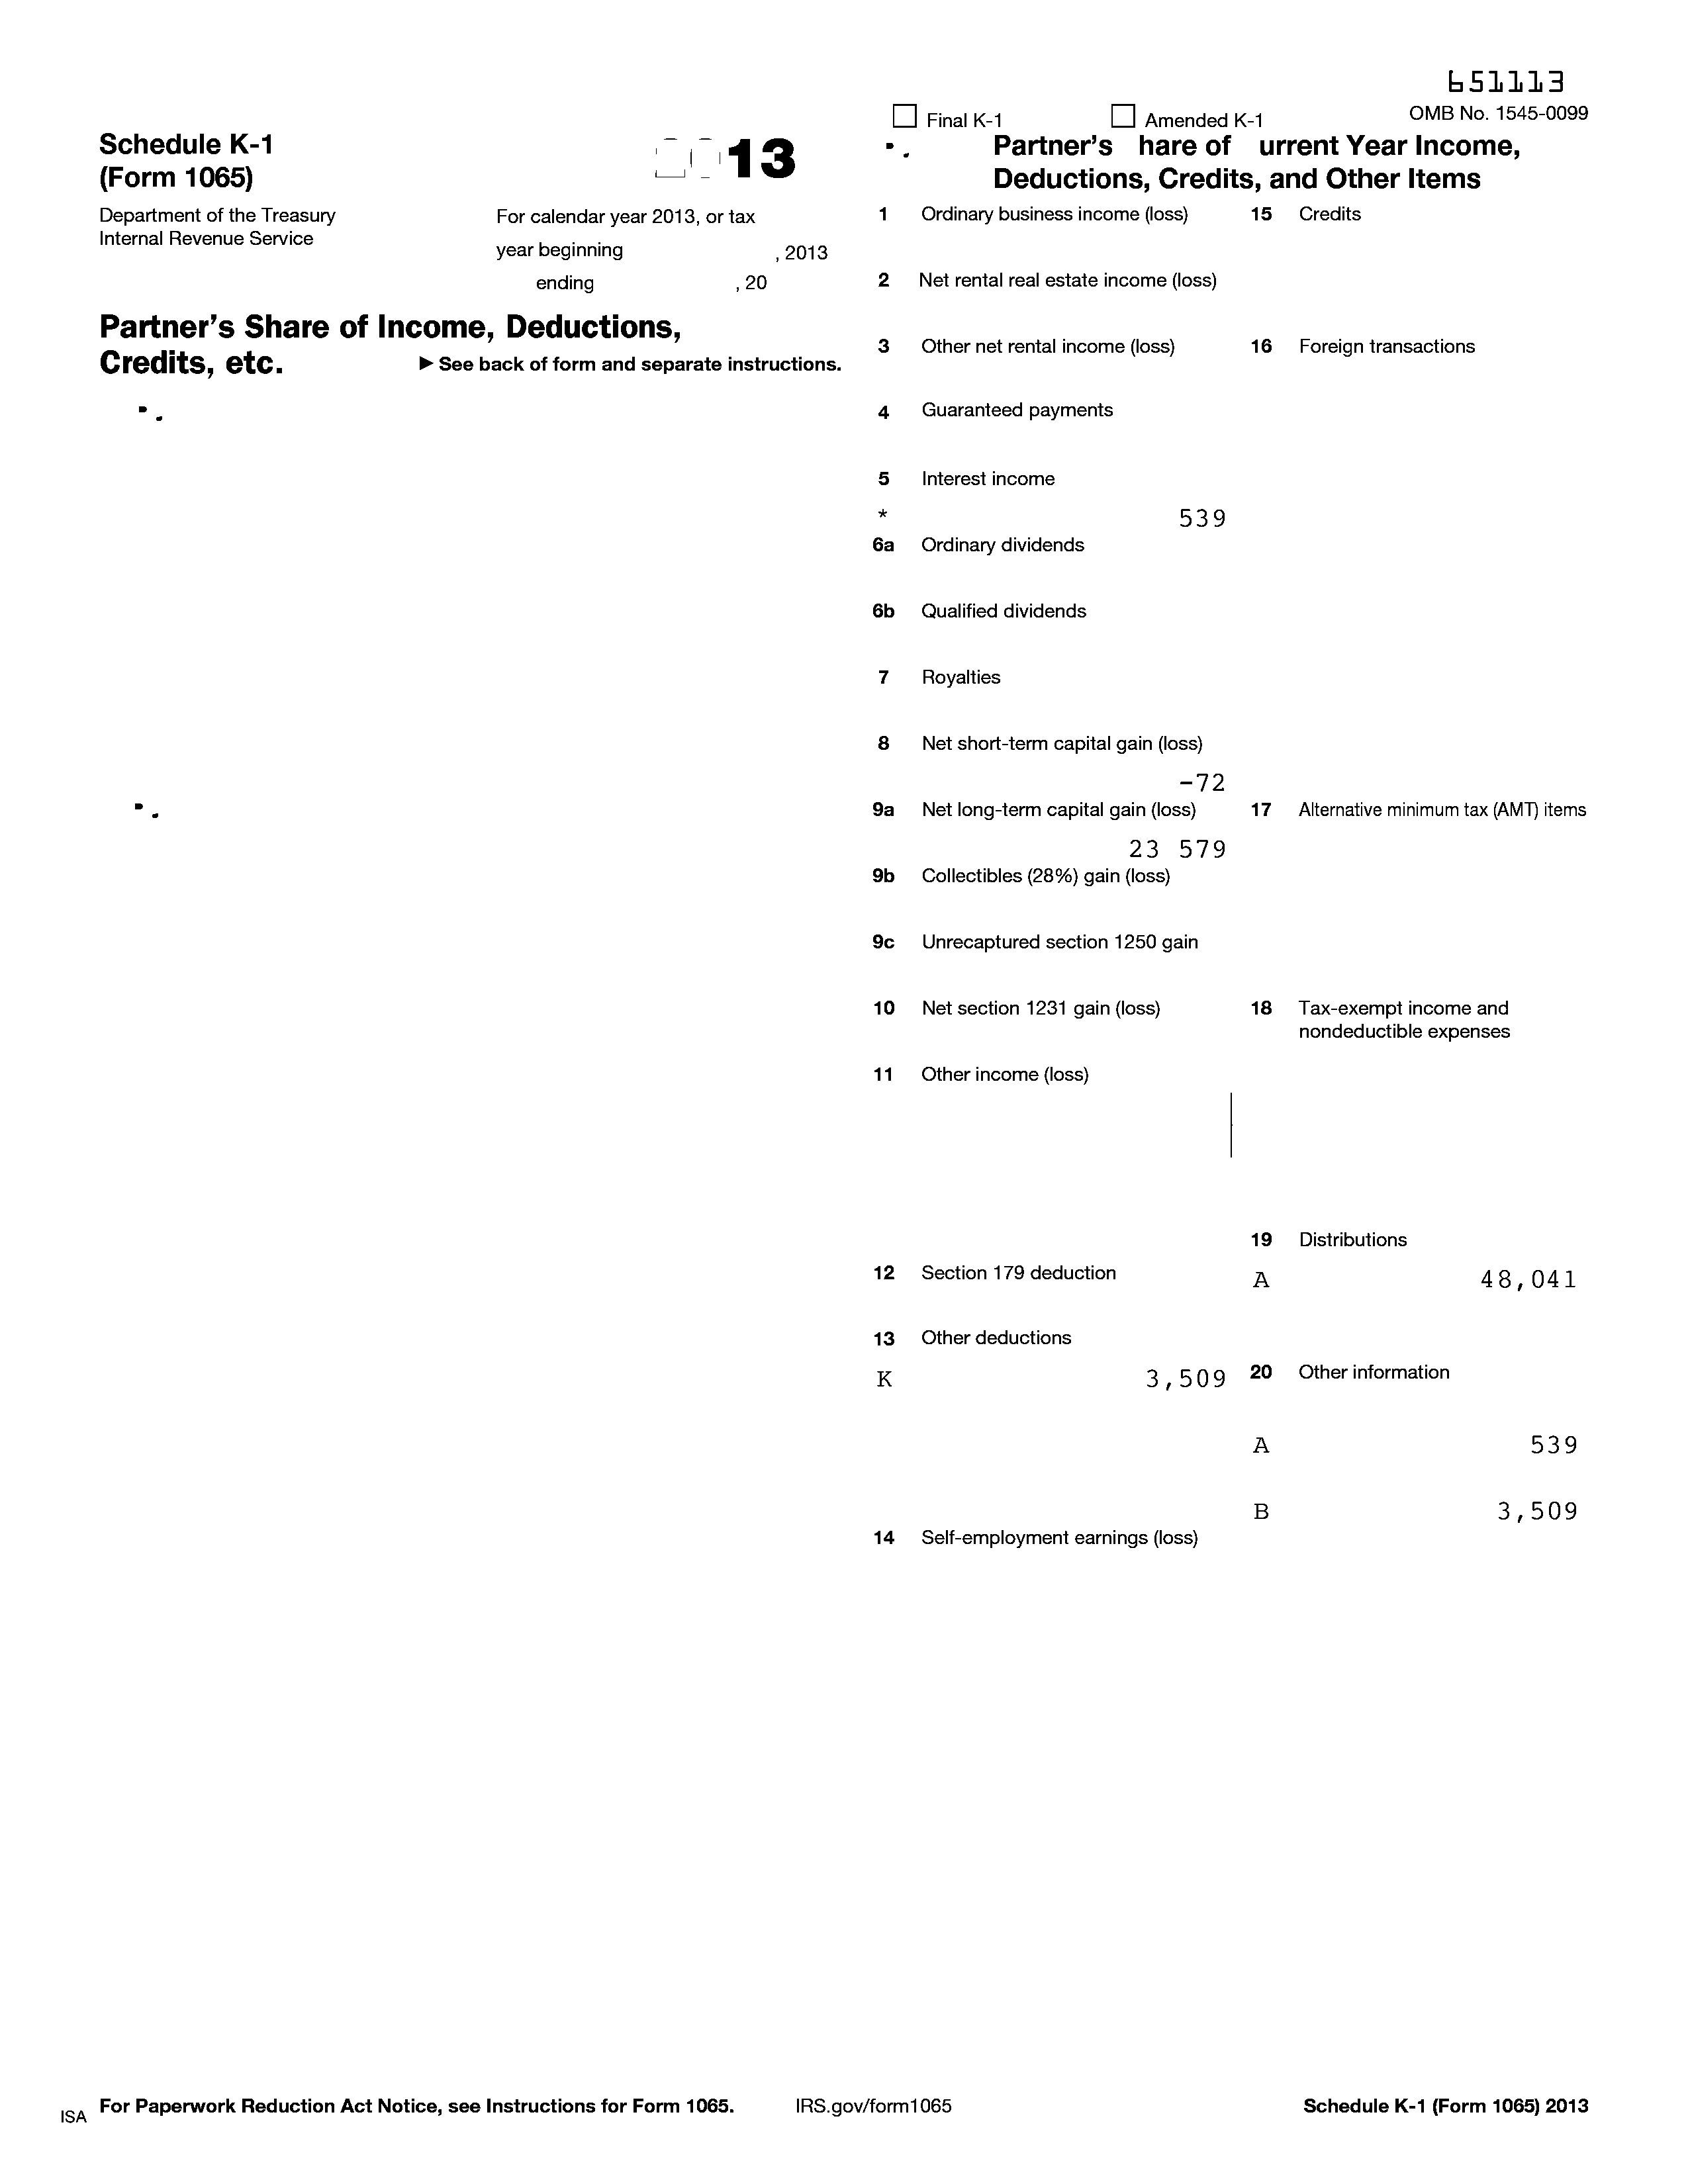 651113
Final K-1 Amended K-1 OMB No. 1545-0099
Schedule K-1
(Form 1065)
13
Department of the Treasury
Internal Revenue Service
For calendar year 2013, or tax
year beginning , 2013
ending , 20
Partner's Share of Income, Deductions,
Credits, etc. ▶ See back of form and separate instructions.
Partner's hare of urrent Year Income,
Deductions, Credits, and Other Items
1 Ordinary business income (loss)
15 Credits
2 Net rental real estate income (loss)
3 Other net rental income (loss)
16 Foreign transactions
4 Guaranteed payments
5 Interest income
* 539
6a Ordinary dividends
6b Qualified dividends
7 Royalties
8 Net short-term capital gain (loss)
-72
9a Net long-term capital gain (loss)
17 Alternative minimum tax (AMT) items
23 579
9b Collectibles (28%) gain (loss)
9c Unrecaptured section 1250 gain
10 Net section 1231 gain (loss)
18 Tax-exempt income and
nondeductible expenses
11 Other income (loss)
19 Distributions
12 Section 179 deduction
A 48,041
13 Other deductions
K 3,509
20 Other information
A 539
B 3,509
14 Self-employment earnings (loss)
ISA For Paperwork Reduction Act Notice, see Instructions for Form 1065. IRS.gov/form1065 Schedule K-1 (Form 1065) 2013